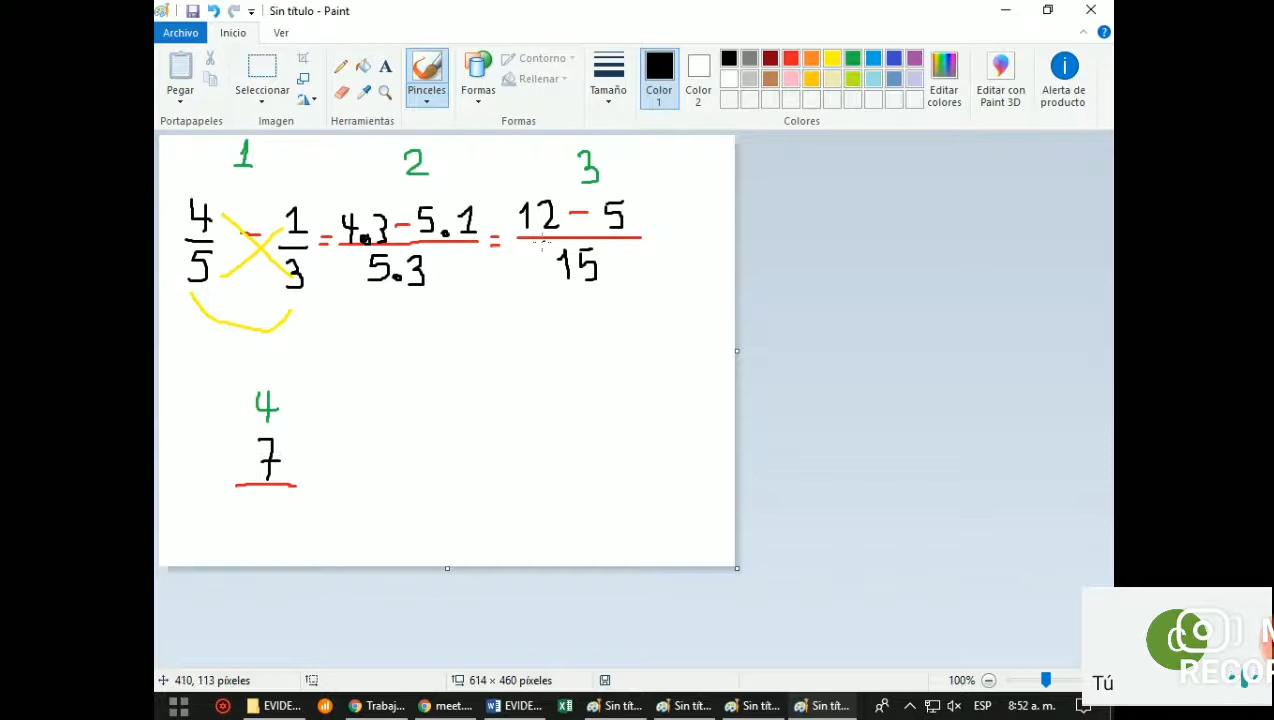 Sin título - Paint
Archivo Inicio Ver
Pegar Seleccionar Pinceles Formas Contorno Rellenar Tamaño Color 1 Color 2 Editar colores Editar con Paint 3D Alerta de producto
Portapapeles Imagen Herramientas Formas Colores
1 2 3
4/5 - 1/3 = (4.3 - 5.1)/(5.3) = (12 - 5)/15
4
7
410, 113 píxeles 614 × 460 píxeles 100%
RECOR
Tú
EVIDE... Trabaj... meet.... EVIDE... Sin tít... Sin tít... Sin tít... Sin tít... ESP 8:52 a. m.